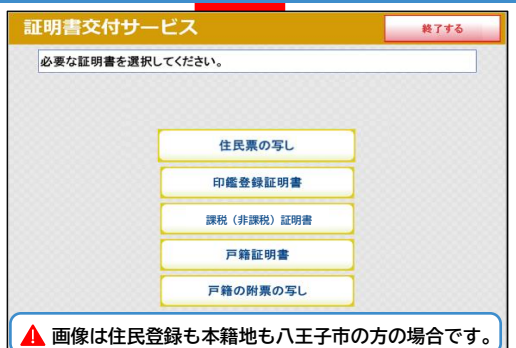 証明書交付サービス
終了する
必要な証明書を選択してください。
住民票の写し
印鑑登録証明書
課税（非課税）証明書
戸籍証明書
戸籍の附票の写し
画像は住民登録も本籍地も八王子市の方の場合です。